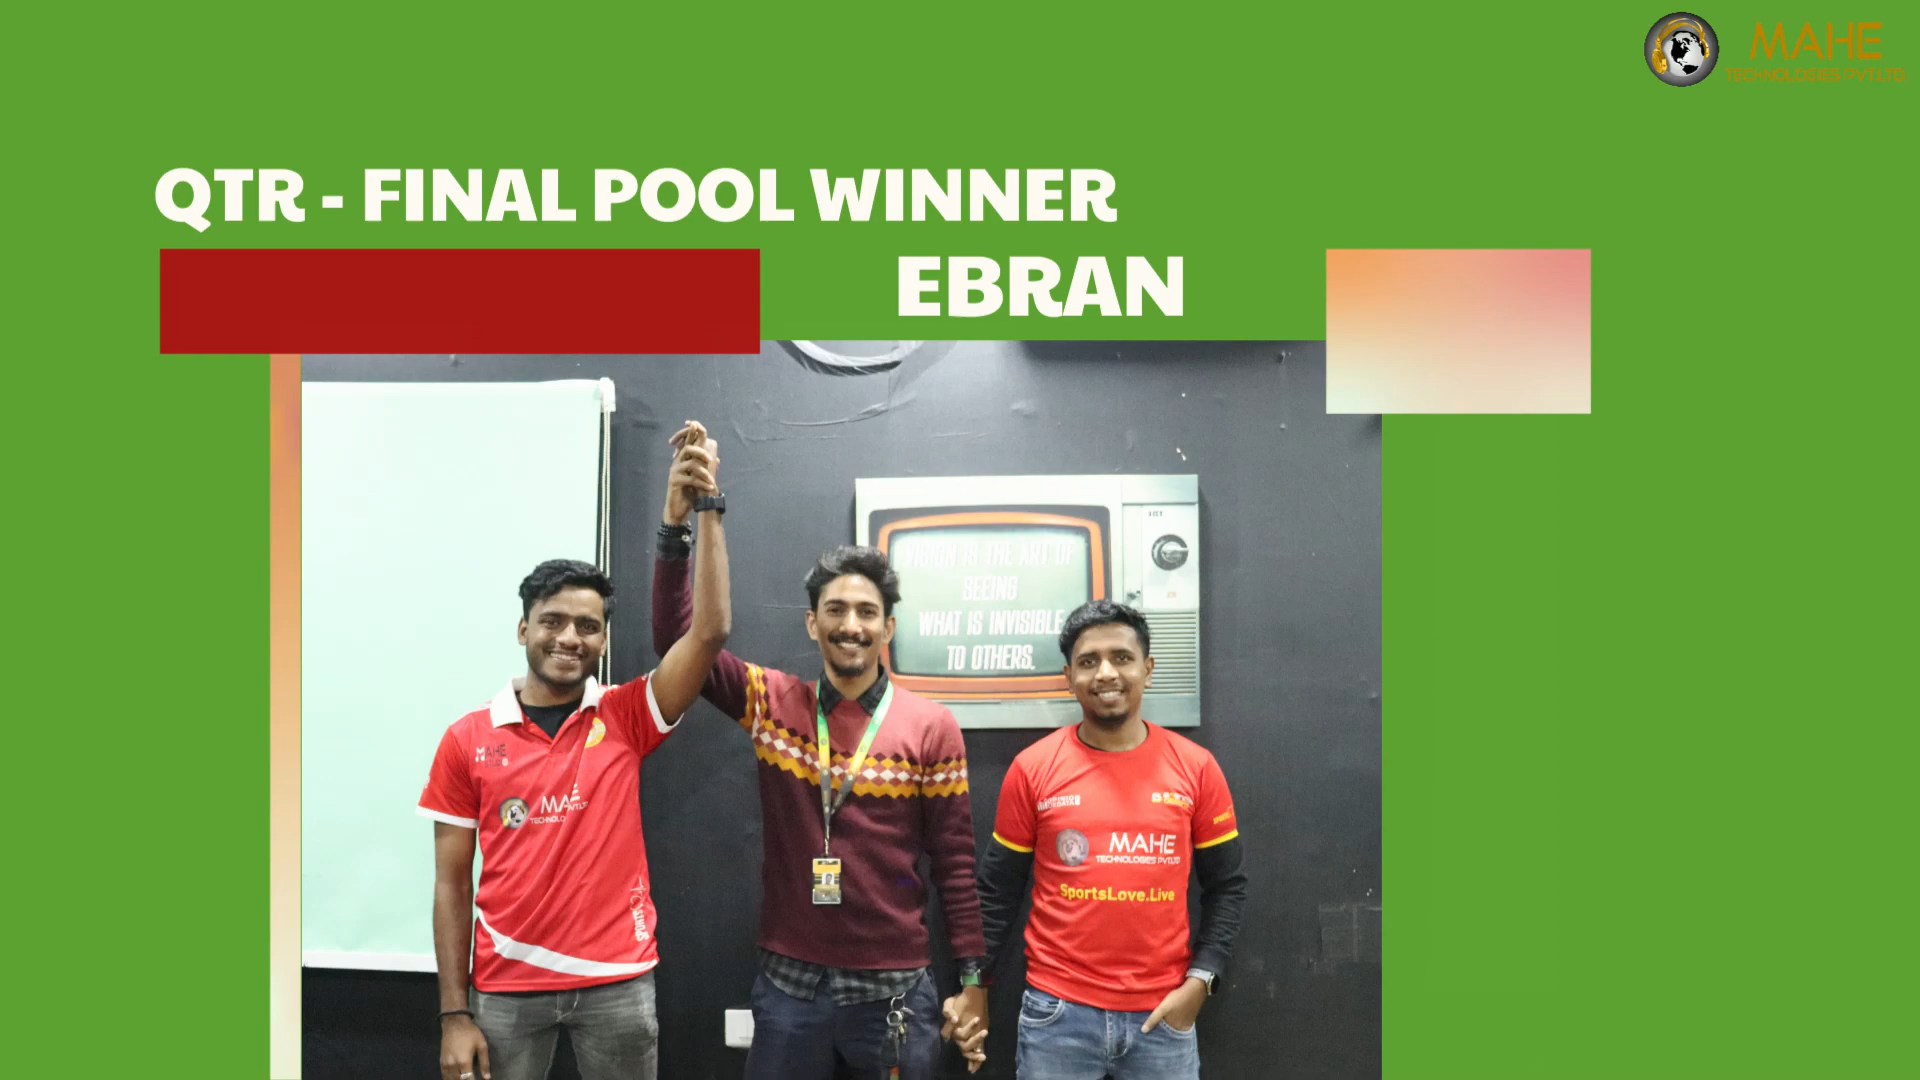 MAHE
TECHNOLOGIES PVT.LTD
QTR - FINAL POOL WINNER
EBRAN
VISION IS THE ART OF
SEEING
WHAT IS INVISIBLE
TO OTHERS.
MAHE
MAHE
TECHNOLOGIES PVT.LTD
SportsLove.Live